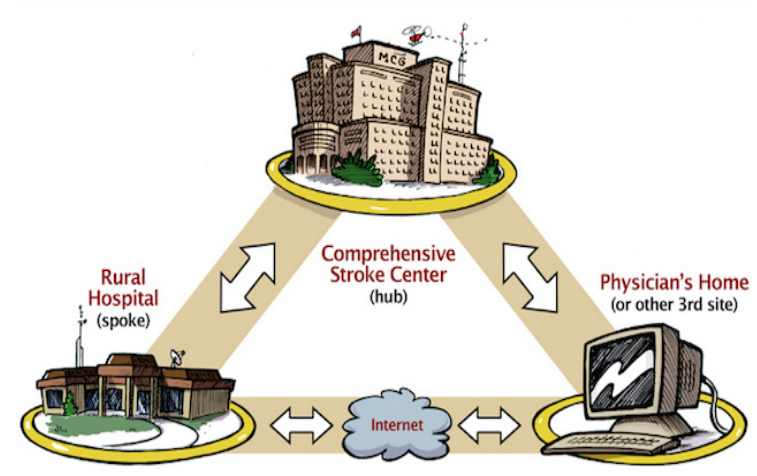 MCG
Comprehensive
Stroke Center
(hub)
Rural
Hospital
(spoke)
Physician's Home
(or other 3rd site)
Internet